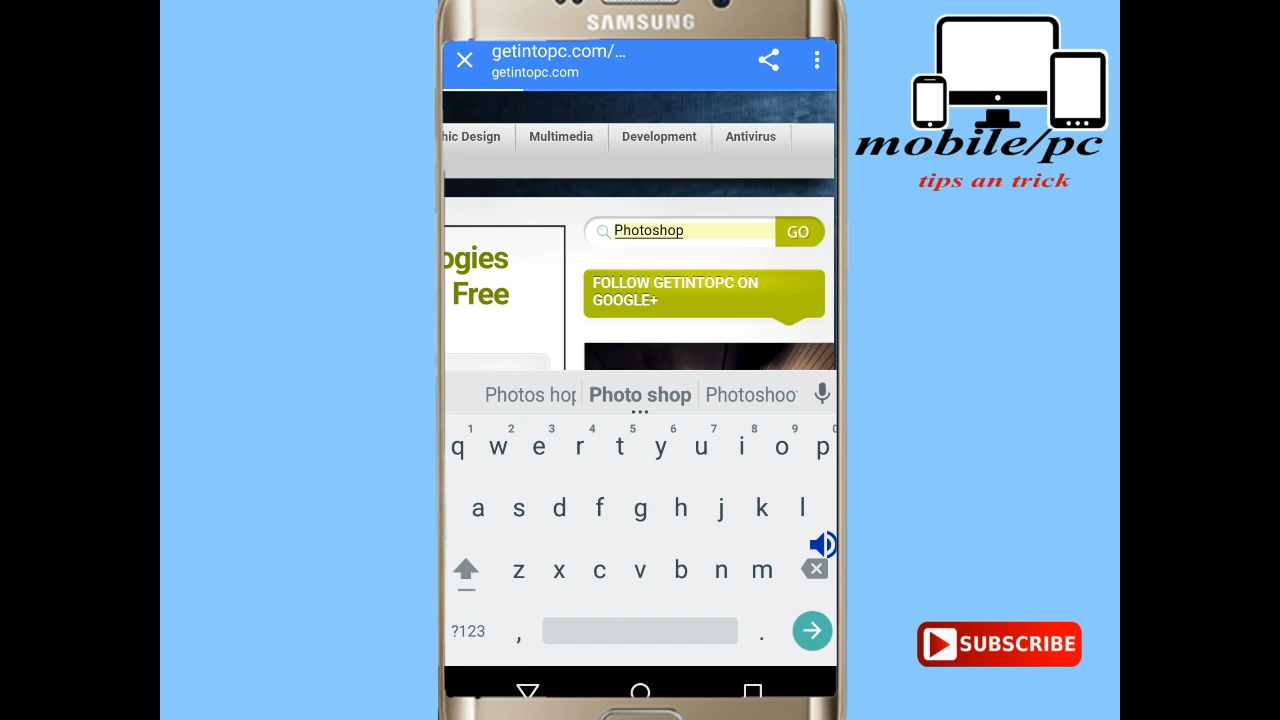 SAMSUNG
getintopc.com/...
getintopc.com
hic Design Multimedia Development Antivirus
Photoshop GO
ogies
Free
FOLLOW GETINTOPC ON
GOOGLE+
Photos hop Photo shop Photoshoo
1 2 3 4 5 6 7 8 9 0
q w e r t y u i o p
a s d f g h j k l
z x c v b n m
?123 , .
mobile/pc
tips an trick
SUBSCRIBE